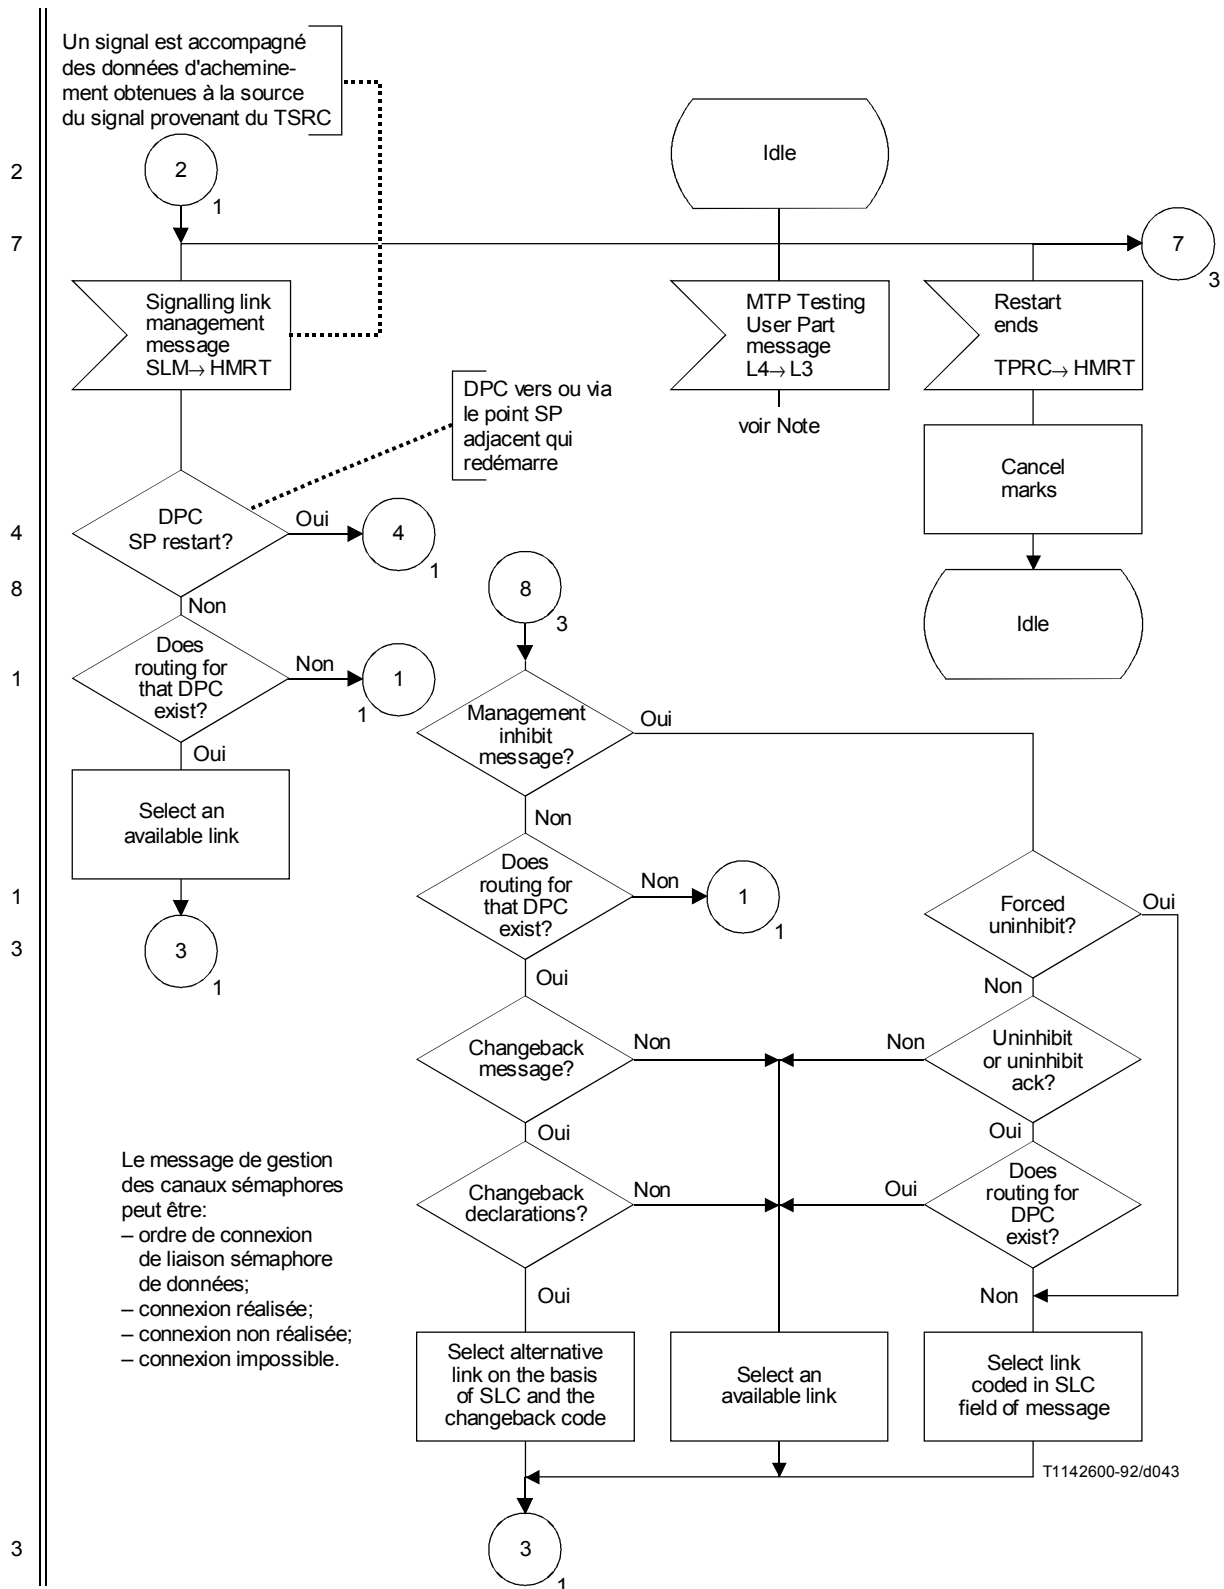 Un signal est accompagné
des données d'achemine-
ment obtenues à la source
du signal provenant du TSRC
2
2
1
Idle
7
7
3
Signalling link
management
message
SLM→ HMRT
MTP Testing
User Part
message
L4→ L3
voir Note
Restart
ends
TPRC→ HMRT
DPC vers ou via
le point SP
adjacent qui
redémarre
Cancel
marks
4
DPC
SP restart?
Oui
4
1
8
Non
8
3
Idle
1
Does
routing for
that DPC
exist?
Non
1
1
Oui
Management
inhibit
message?
Oui
Non
Select an
available link
1
Does
routing for
that DPC
exist?
Non
1
1
Oui
Forced
uninhibit?
Oui
Non
3
3
1
Changeback
message?
Non
Oui
Non
Uninhibit
or uninhibit
ack?
Oui
Le message de gestion
des canaux sémaphores
peut être:
– ordre de connexion
de liaison sémaphore
de données;
– connexion réalisée;
– connexion non réalisée;
– connexion impossible.
Changeback
declarations?
Non
Oui
Oui
Does
routing for
DPC
exist?
Non
Select alternative
link on the basis
of SLC and the
changeback code
Select an
available link
Select link
coded in SLC
field of message
T1142600-92/d043
3
3
1